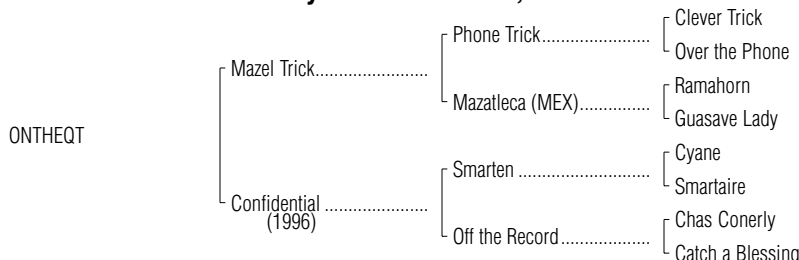 Clever Trick
Phone Trick
Over the Phone
Mazel Trick
Ramahorn
Mazatleca (MEX)
Guasave Lady
ONTHEQT
Cyane
Smarten
Smartaire
Confidential
(1996)
Chas Conerly
Off the Record
Catch a Blessing